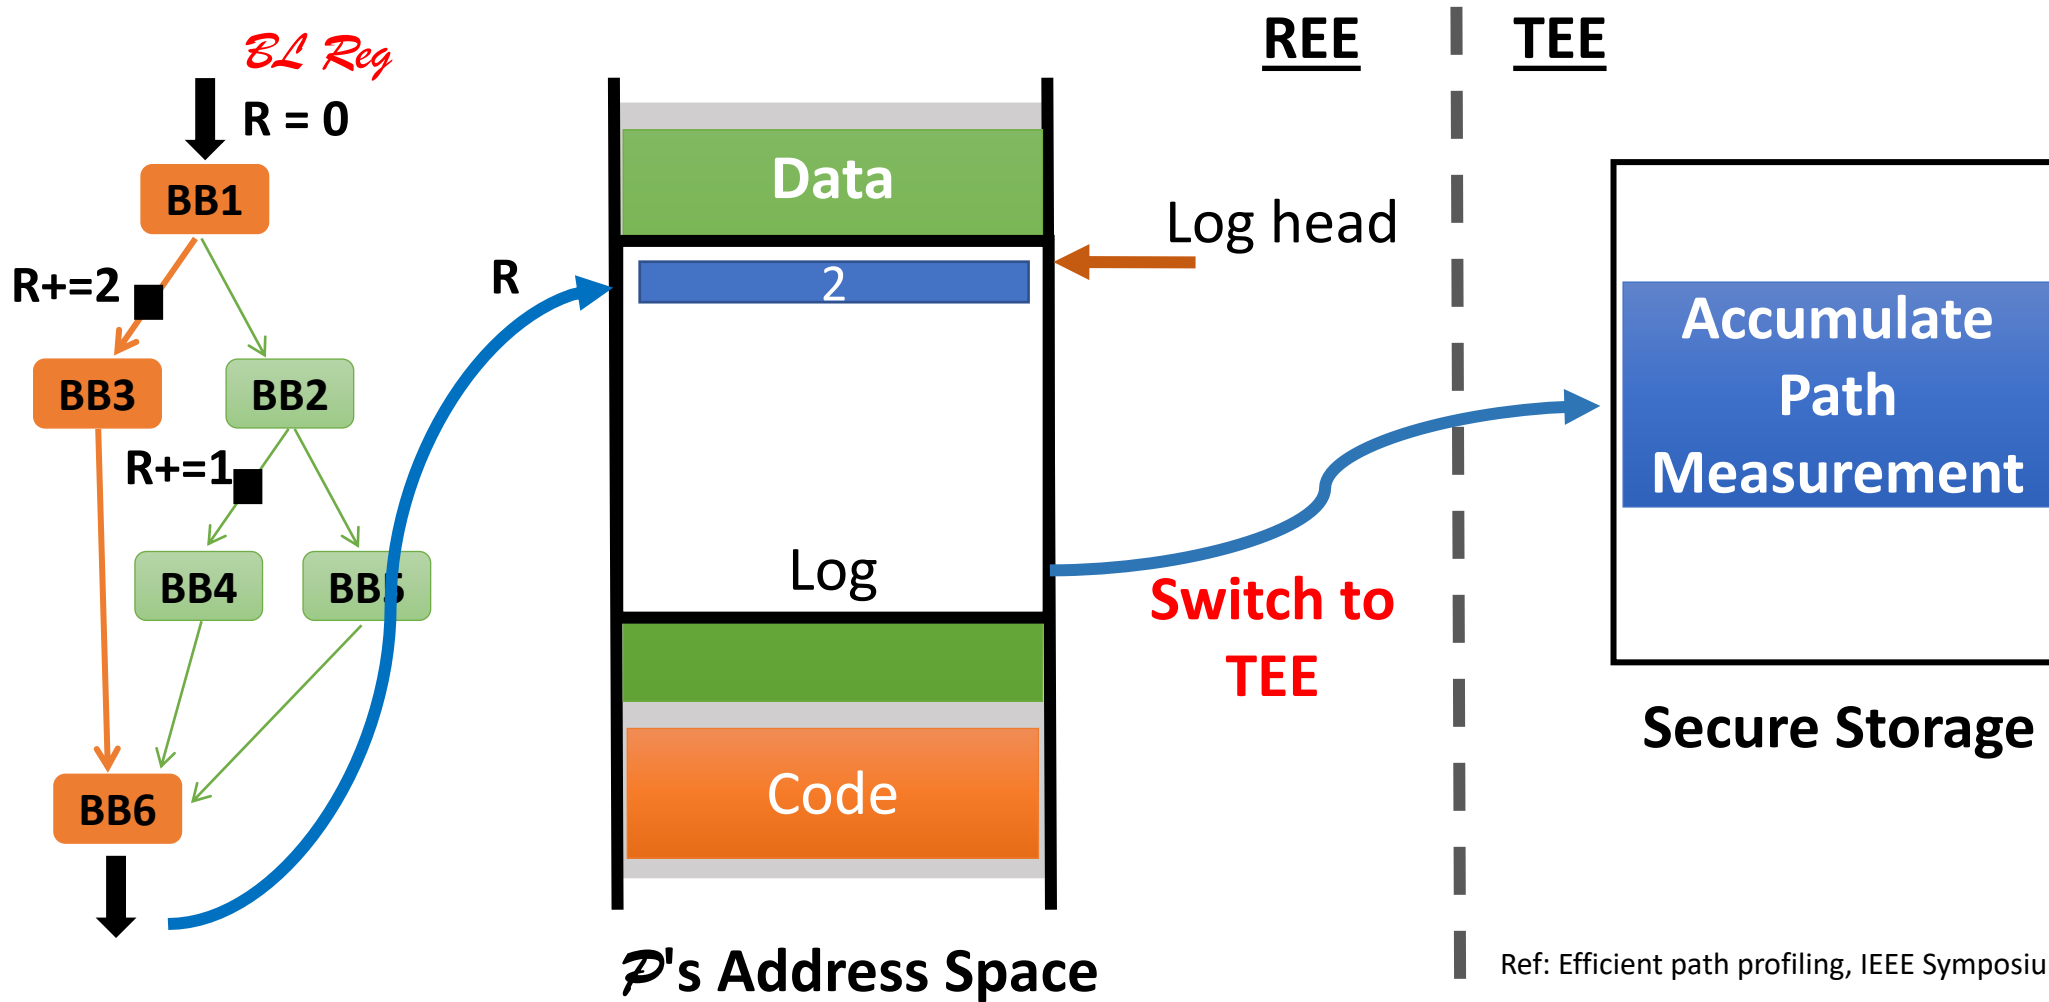 BL Reg
R = 0
BB1
R+=2
BB3
BB2
R+=1
BB4
BB5
BB6
R
Data
2
Log
Code
P's Address Space
REE
TEE
Log head
Switch to
TEE
Accumulate
Path
Measurement
Secure Storage
Ref: Efficient path profiling, IEEE Symposiu